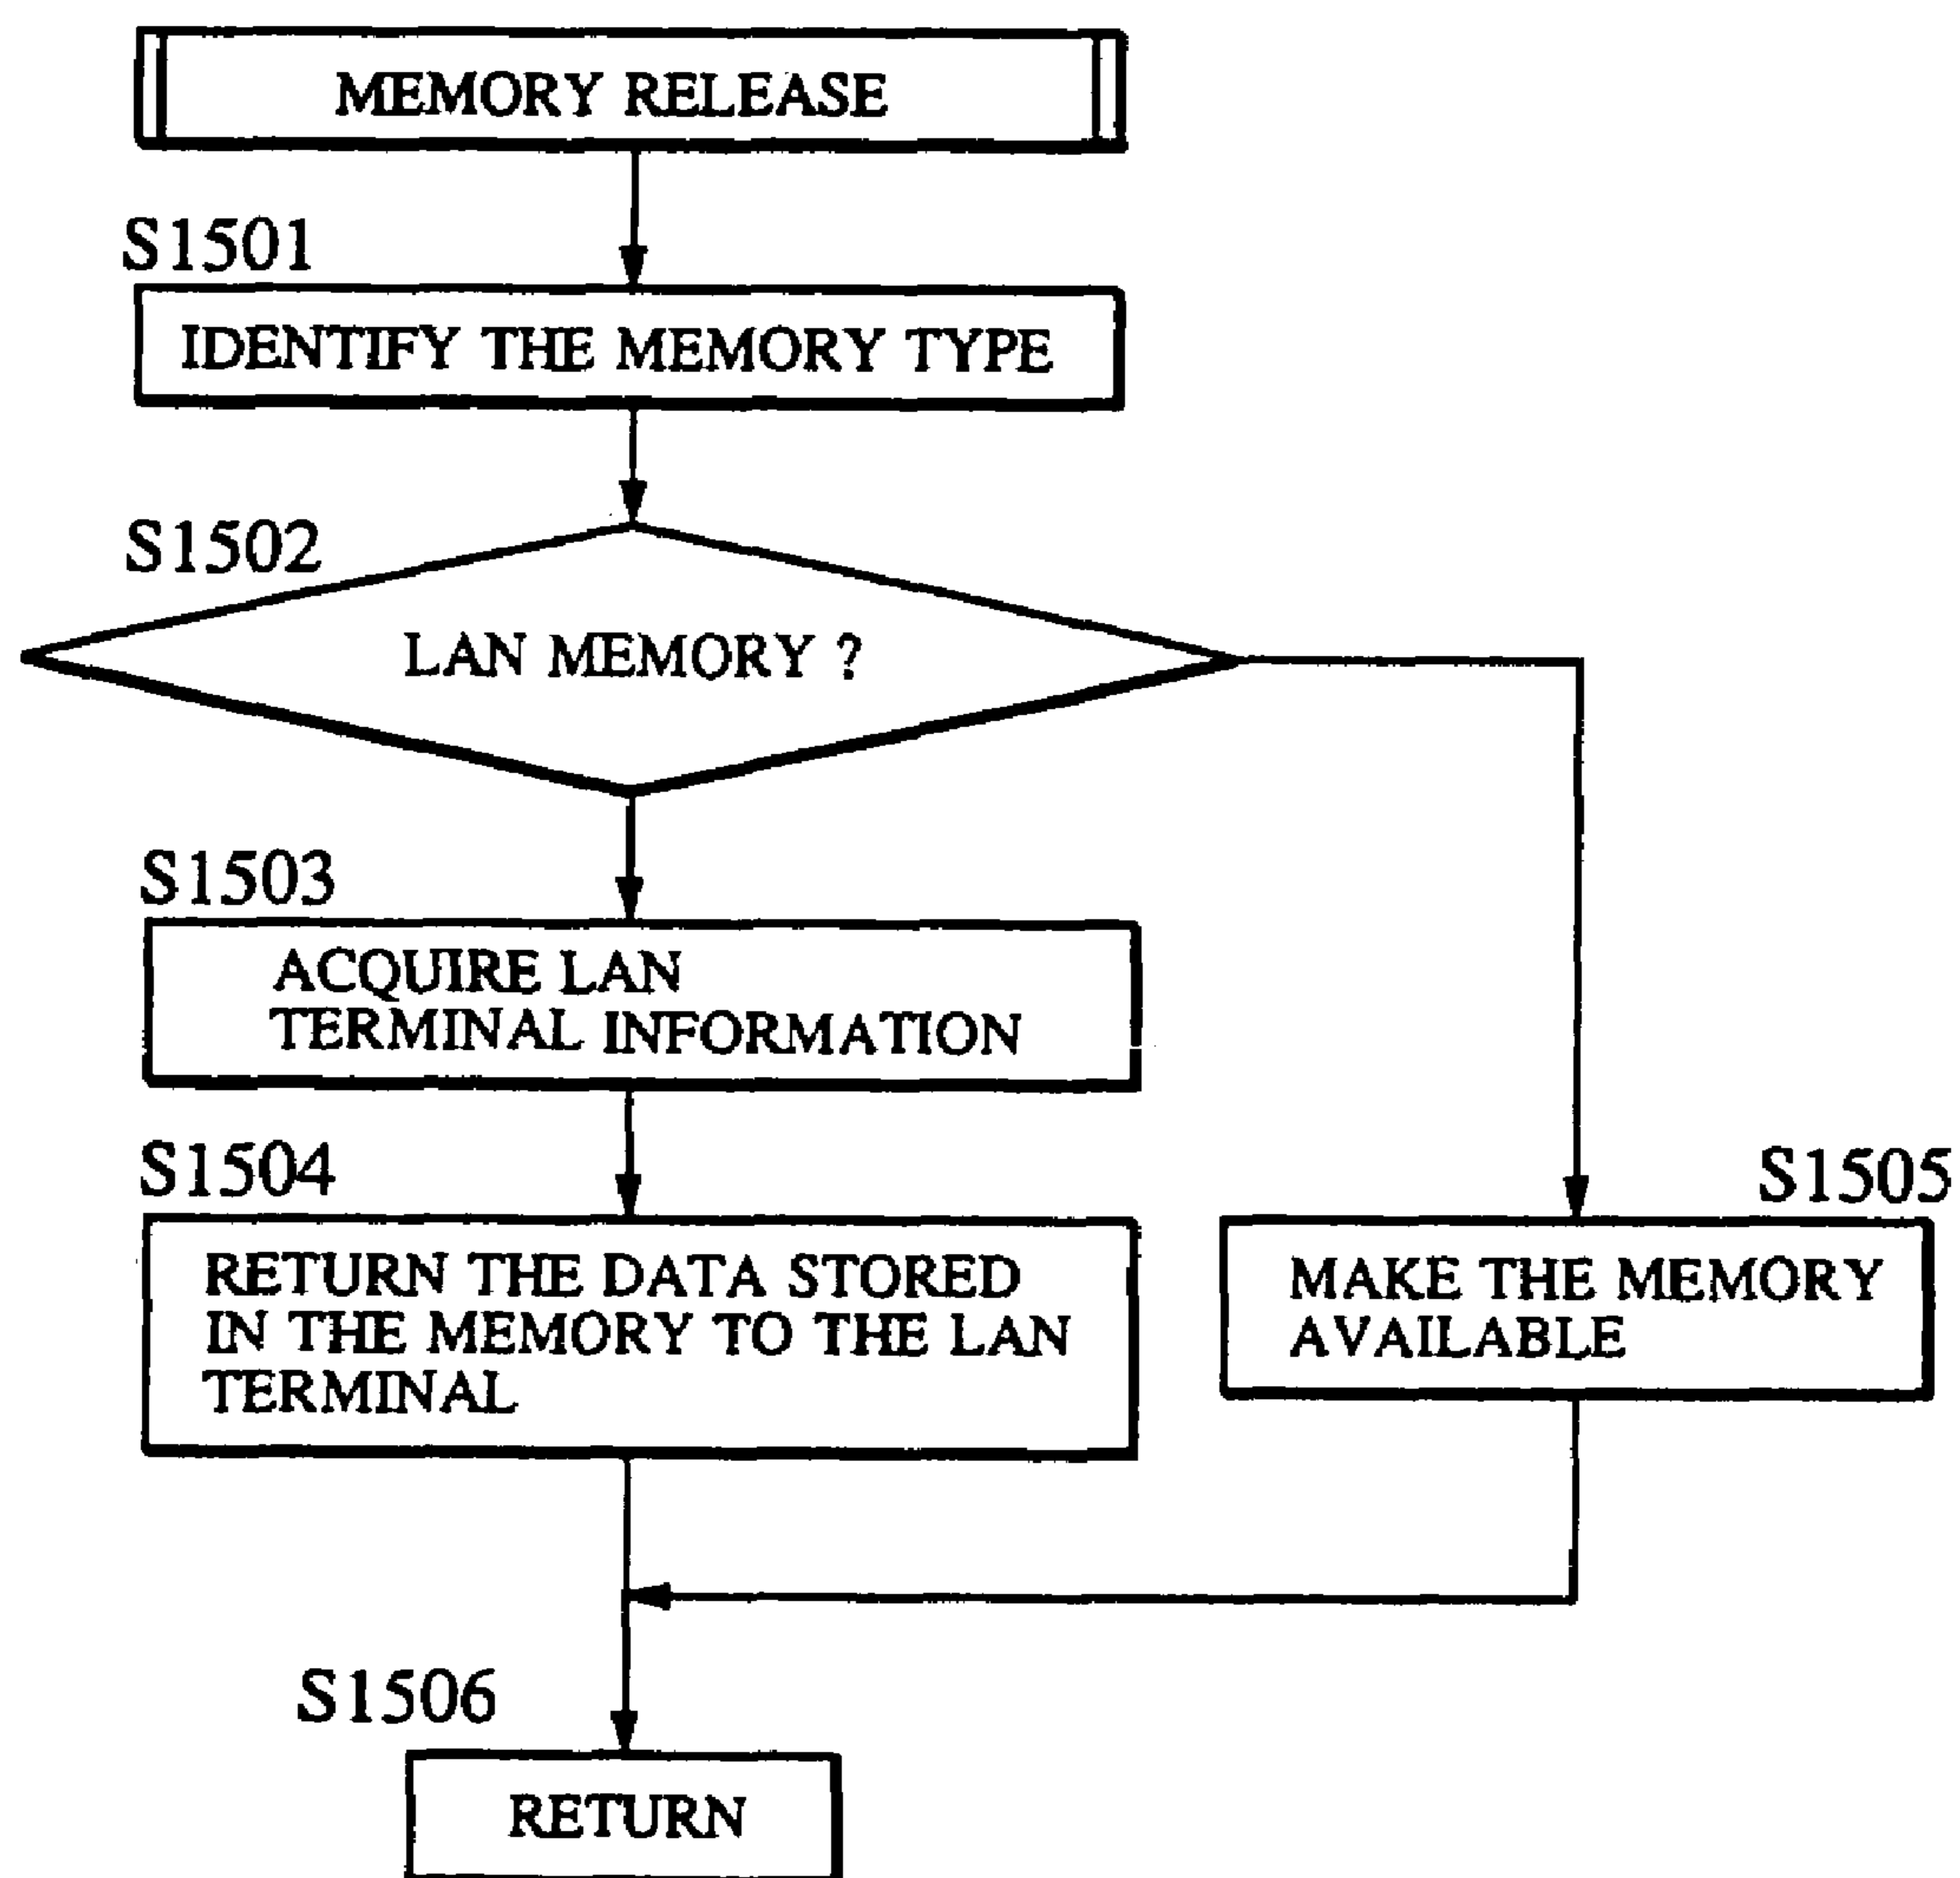 MEMORY RELEASE
S1501
IDENTIFY THE MEMORY TYPE
S1502
LAN MEMORY ?
S1503
ACQUIRE LAN
TERMINAL INFORMATION
S1504
RETURN THE DATA STORED
IN THE MEMORY TO THE LAN
TERMINAL
S1505
MAKE THE MEMORY
AVAILABLE
S1506
RETURN